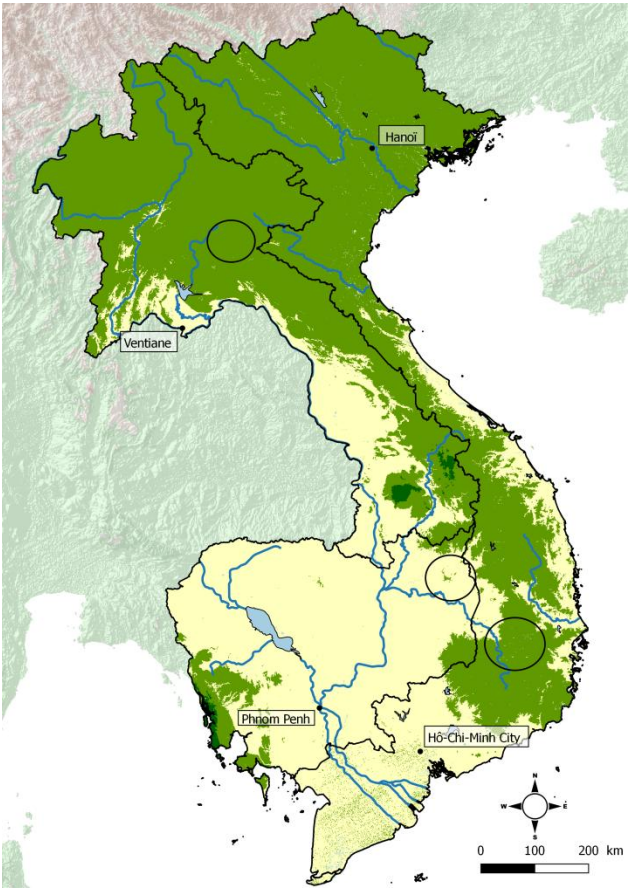 Hanoï
Ventiane
Phnom Penh
Hô-Chi-Minh City
N
W
É
S
0 100 200 km